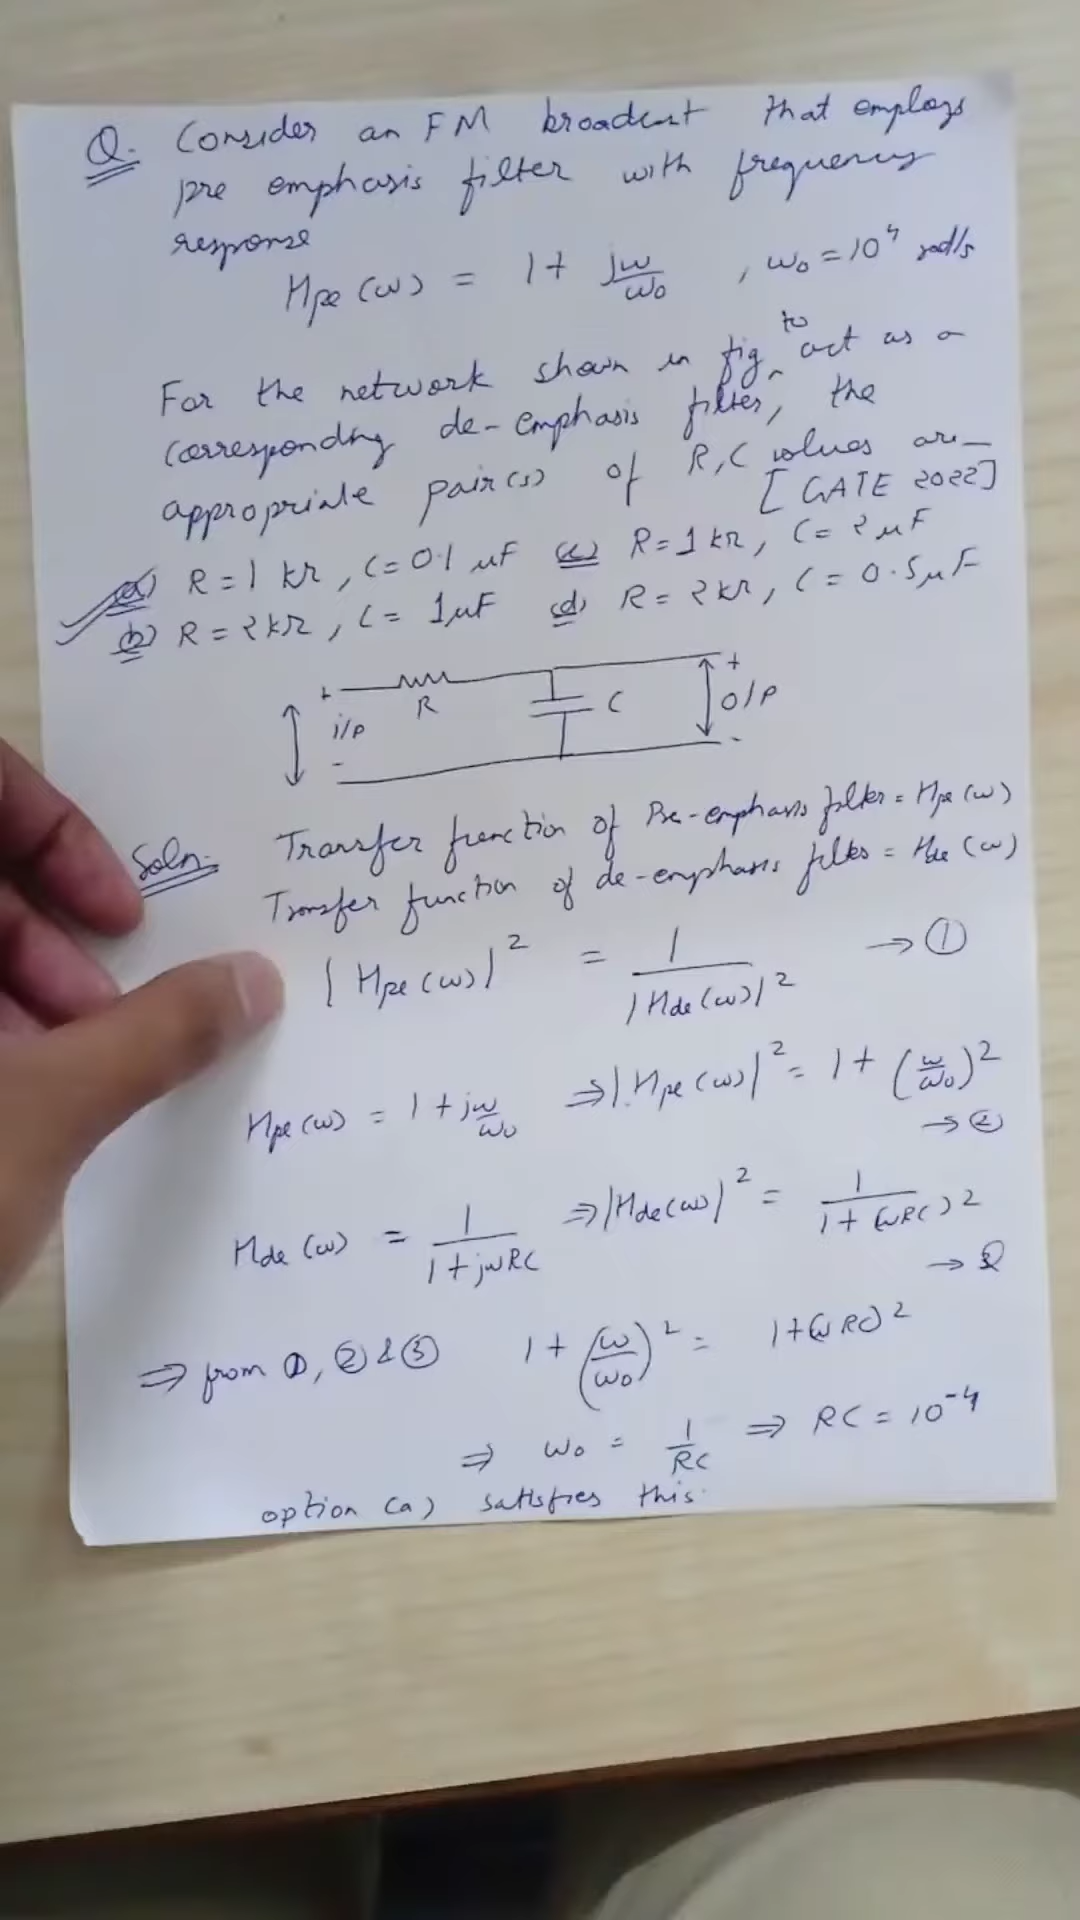 Q. Consider an FM broadcast that employs
pre emphasis filter with frequency
response
Hpe(ω) = 1 + jω/ω0 , ω0 = 10^4 rad/s
For the network shown in fig, to act as a
corresponding de-emphasis filter, the
appropriate pair(s) of R,C values are —
[GATE 2022]
(a) R = 1 kΩ, C = 0.1 μF (c) R = 1 kΩ, C = 2 μF
(b) R = 2 kΩ, C = 1 μF (d) R = 2 kΩ, C = 0.5 μF
+ R C + O/P
i/p
- -
Soln. Transfer function of Pre-emphasis filter = Hpe(ω)
Transfer function of de-emphasis filter = Hde(ω)
|Hpe(ω)|^2 = 1/|Hde(ω)|^2 → ①
Hpe(ω) = 1 + jω/ω0 ⇒ |Hpe(ω)|^2 = 1 + (ω/ω0)^2
→ ②
Hde(ω) = 1/(1 + jωRC) ⇒ |Hde(ω)|^2 = 1/(1 + (ωRC)^2)
→ ③
⇒ from ①, ② & ③ 1 + (ω/ω0)^2 = 1 + (ωRC)^2
⇒ ω0 = 1/RC ⇒ RC = 10^-4
option (a) satisfies this.